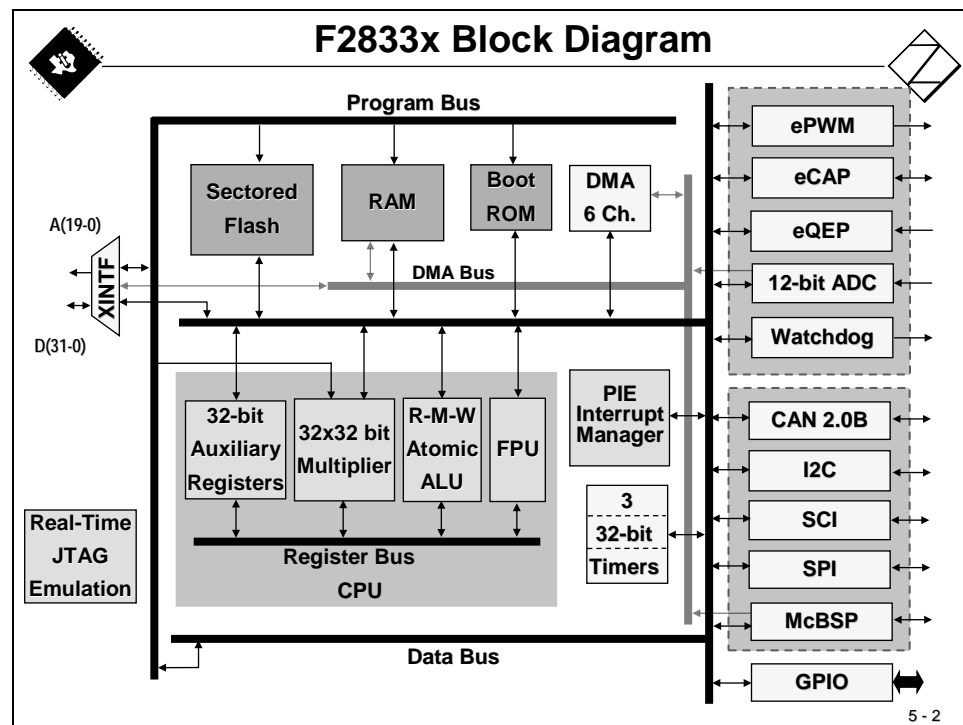 F2833x Block Diagram
Program Bus
Sectored
Flash
RAM
Boot
ROM
DMA
6 Ch.
ePWM
eCAP
eQEP
12-bit ADC
Watchdog
A(19-0)
XINTF
D(31-0)
DMA Bus
32-bit
Auxiliary
Registers
32x32 bit
Multiplier
R-M-W
Atomic
ALU
FPU
PIE
Interrupt
Manager
CAN 2.0B
I2C
SCI
SPI
McBSP
3
32-bit
Timers
Register Bus
CPU
Real-Time
JTAG
Emulation
Data Bus
GPIO
5 - 2